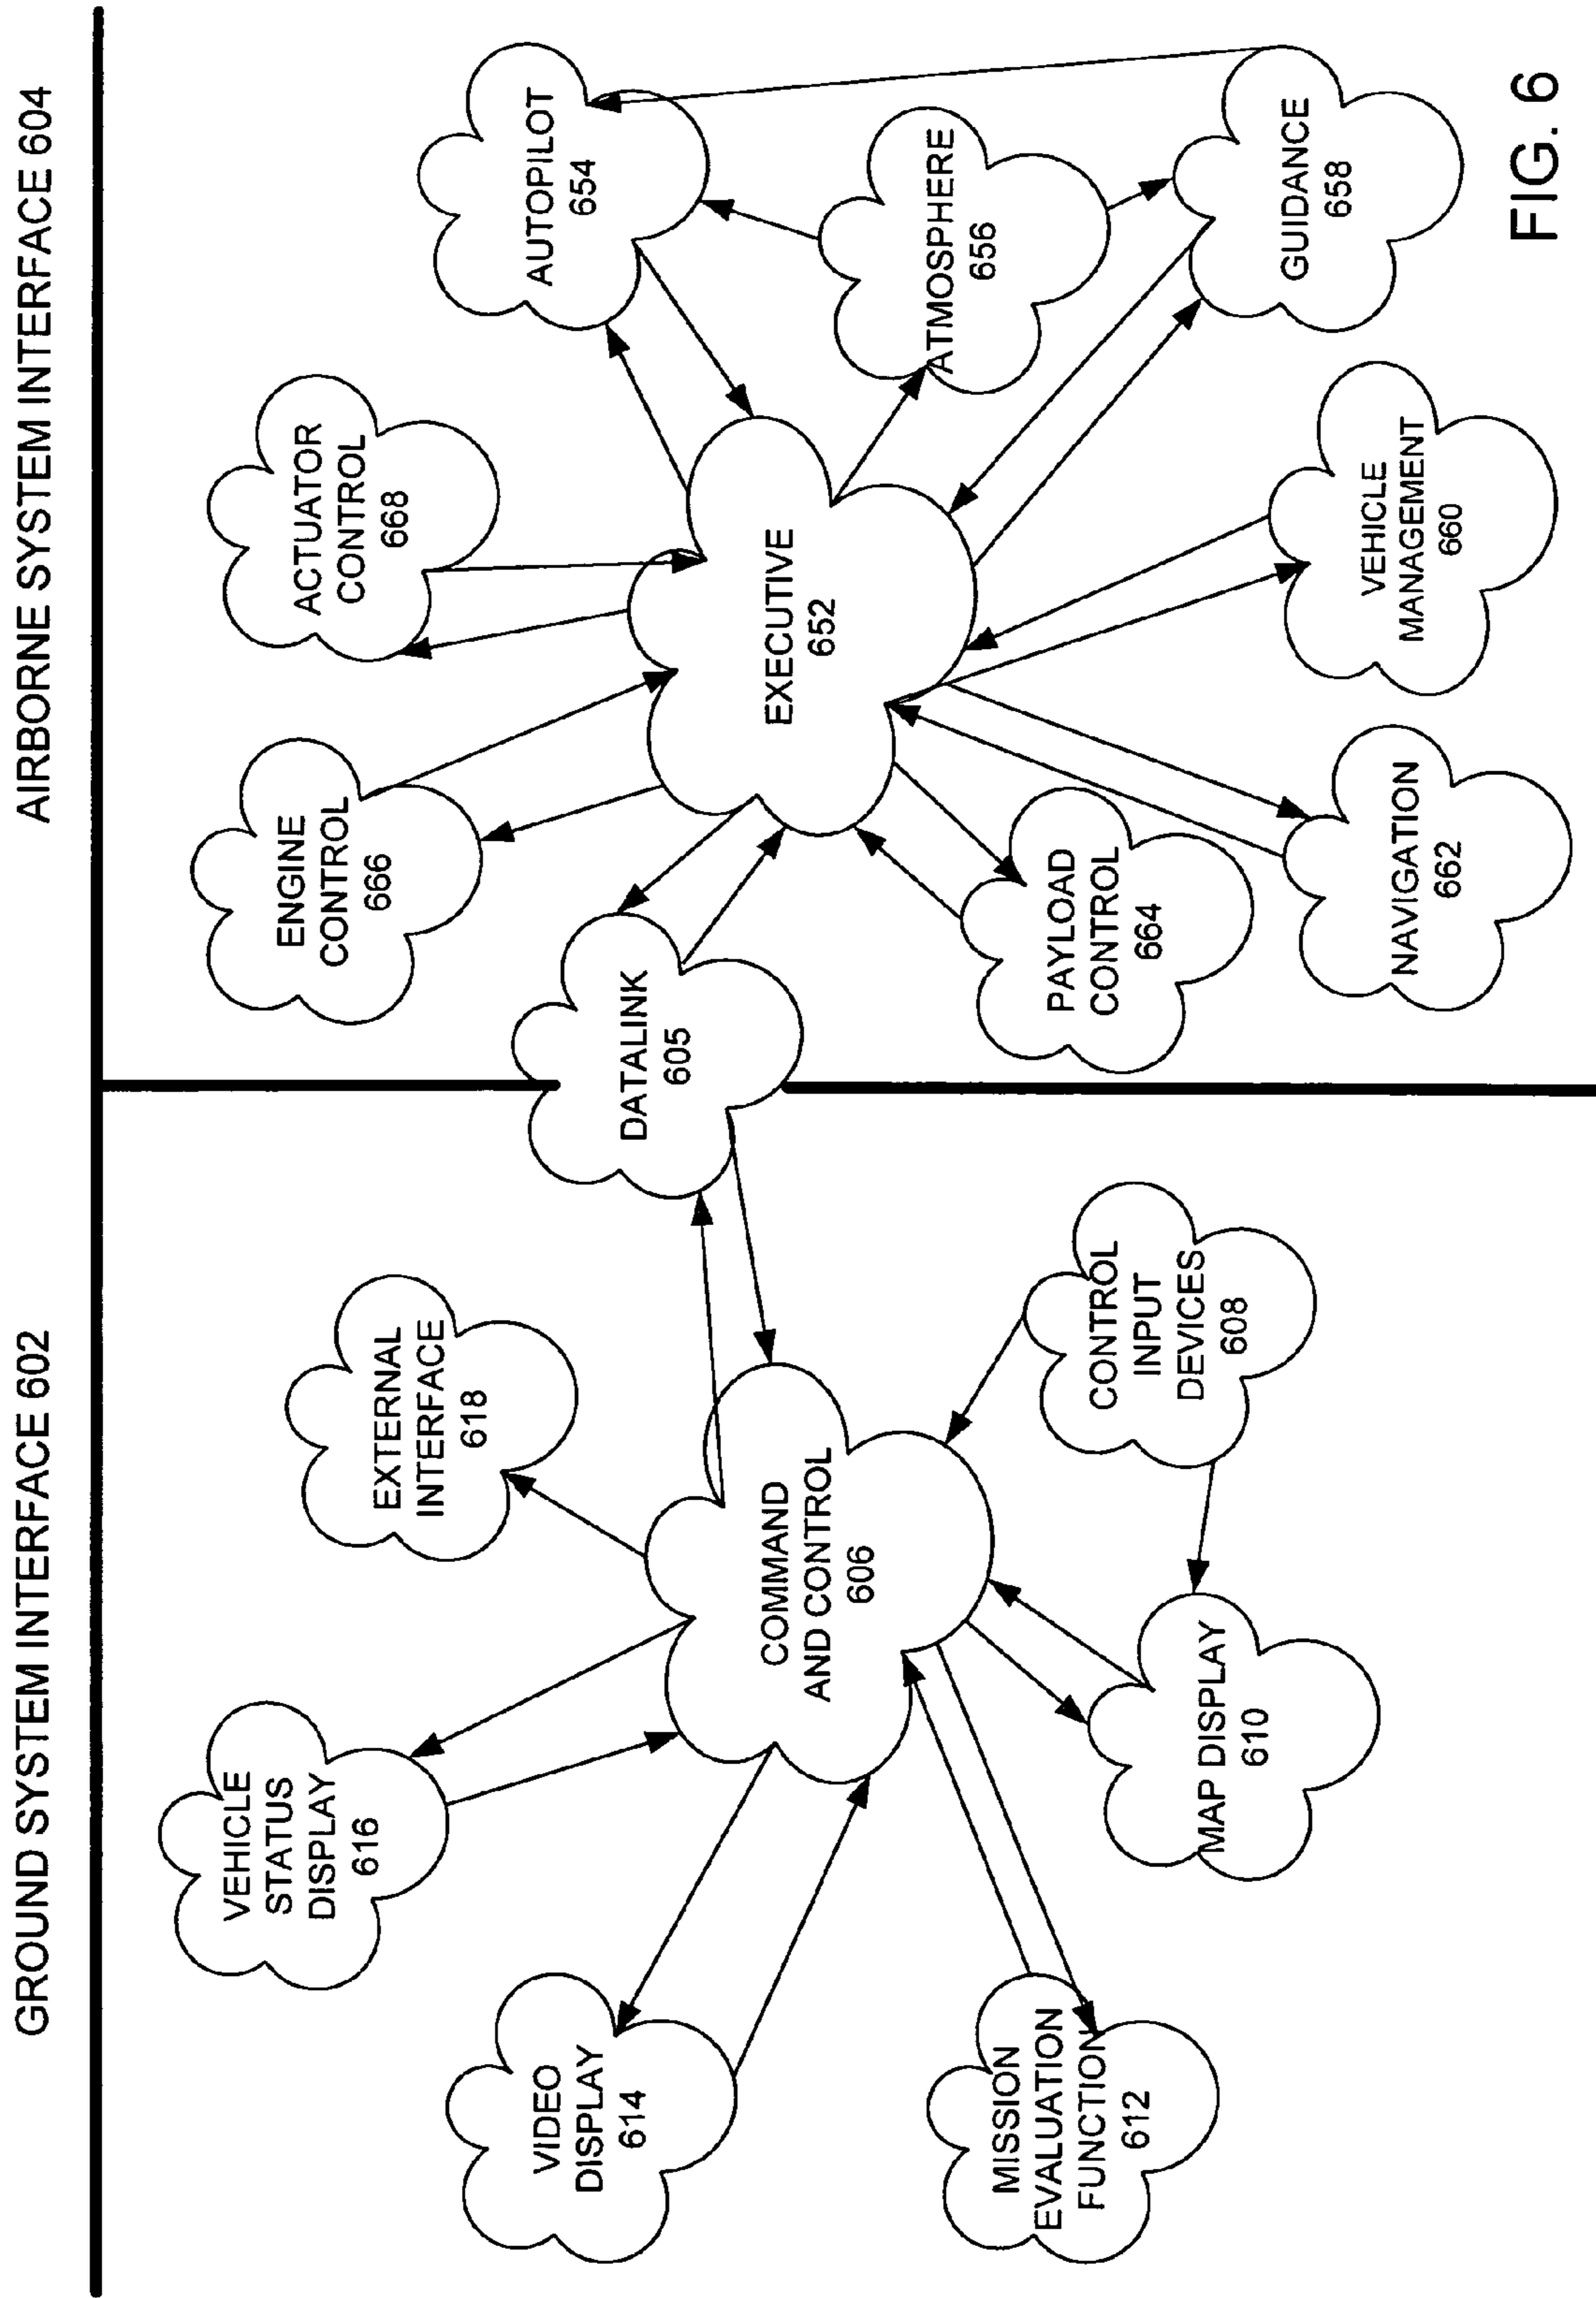 GROUND SYSTEM INTERFACE 602
AIRBORNE SYSTEM INTERFACE 604
VEHICLE
STATUS
DISPLAY
616
EXTERNAL
INTERFACE
618
ENGINE
CONTROL
666
ACTUATOR
CONTROL
668
AUTOPILOT
654
VIDEO
DISPLAY
614
COMMAND
AND CONTROL
606
DATALINK
605
EXECUTIVE
652
ATMOSPHERE
656
MISSION
EVALUATION
FUNCTION
612
MAP DISPLAY
610
CONTROL
INPUT
DEVICES
608
PAYLOAD
CONTROL
664
NAVIGATION
662
VEHICLE
MANAGEMENT
660
GUIDANCE
658
FIG. 6